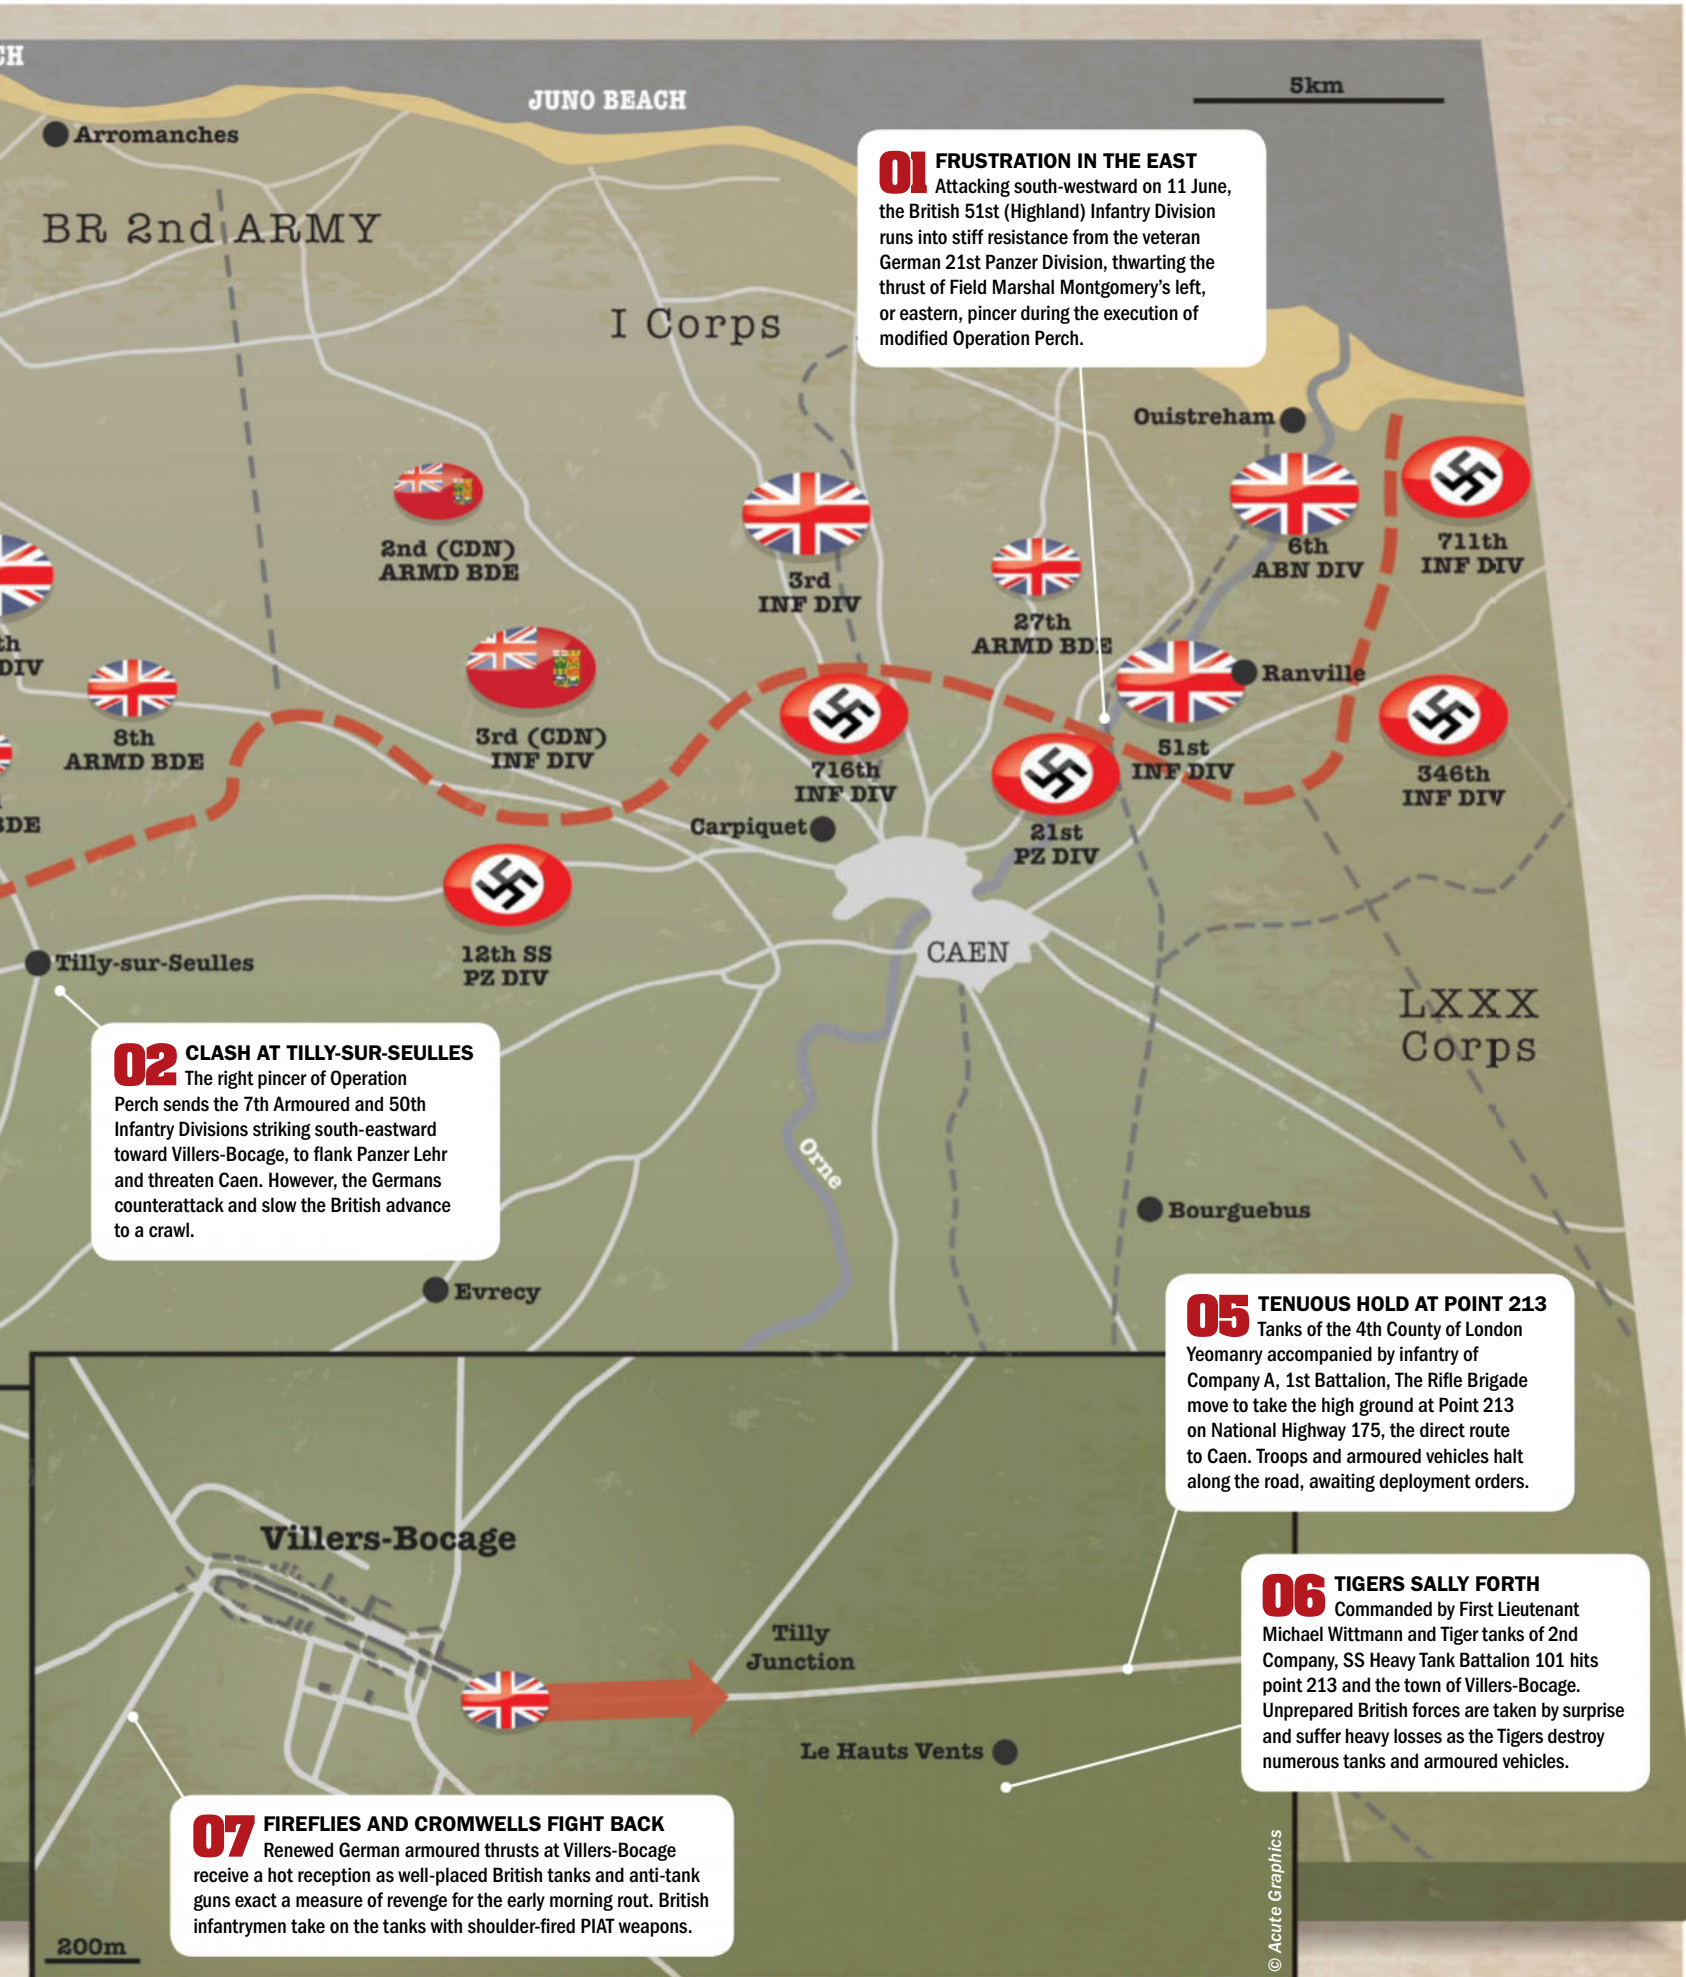 CH
JUNO BEACH
5km
Arromanches
BR 2nd ARMY
I Corps
01 FRUSTRATION IN THE EAST
Attacking south-westward on 11 June,
the British 51st (Highland) Infantry Division
runs into stiff resistance from the veteran
German 21st Panzer Division, thwarting the
thrust of Field Marshal Montgomery's left,
or eastern, pincer during the execution of
modified Operation Perch.
Ouistreham
2nd (CDN)
ARMD BDE
3rd
INF DIV
27th
ARMD BDE
6th
ABN DIV
711th
INF DIV
th
DIV
8th
ARMD BDE
3rd (CDN)
INF DIV
716th
INF DIV
Ranville
51st
INF DIV
346th
INF DIV
BDE
Carpiquet
21st
PZ DIV
12th SS
PZ DIV
CAEN
Tilly-sur-Seulles
LXXX
Corps
02 CLASH AT TILLY-SUR-SEULLES
The right pincer of Operation
Perch sends the 7th Armoured and 50th
Infantry Divisions striking south-eastward
toward Villers-Bocage, to flank Panzer Lehr
and threaten Caen. However, the Germans
counterattack and slow the British advance
to a crawl.
Orne
Bourguebus
Evrecy
05 TENUOUS HOLD AT POINT 213
Tanks of the 4th County of London
Yeomanry accompanied by infantry of
Company A, 1st Battalion, The Rifle Brigade
move to take the high ground at Point 213
on National Highway 175, the direct route
to Caen. Troops and armoured vehicles halt
along the road, awaiting deployment orders.
Villers-Bocage
Tilly
Junction
Le Hauts Vents
06 TIGERS SALLY FORTH
Commanded by First Lieutenant
Michael Wittmann and Tiger tanks of 2nd
Company, SS Heavy Tank Battalion 101 hits
point 213 and the town of Villers-Bocage.
Unprepared British forces are taken by surprise
and suffer heavy losses as the Tigers destroy
numerous tanks and armoured vehicles.
07 FIREFLIES AND CROMWELLS FIGHT BACK
Renewed German armoured thrusts at Villers-Bocage
receive a hot reception as well-placed British tanks and anti-tank
guns exact a measure of revenge for the early morning rout. British
infantrymen take on the tanks with shoulder-fired PIAT weapons.
200m
© Acute Graphics